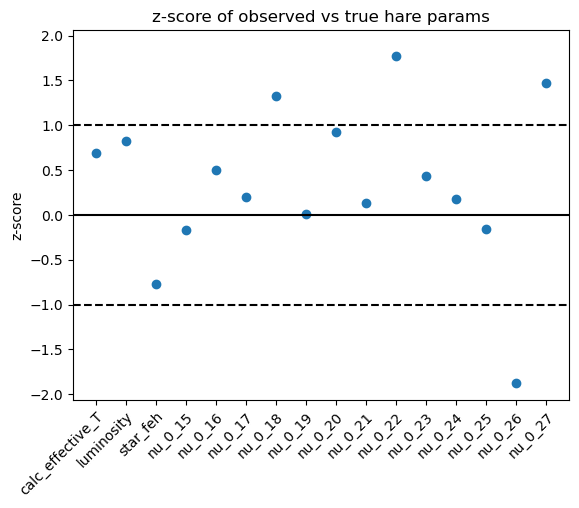 z-score of observed vs true hare params
z-score
2.0
1.5
1.0
0.5
0.0
−0.5
−1.0
−1.5
−2.0
calc_effective_T
luminosity
star_feh
nu_0_15
nu_0_16
nu_0_17
nu_0_18
nu_0_19
nu_0_20
nu_0_21
nu_0_22
nu_0_23
nu_0_24
nu_0_25
nu_0_26
nu_0_27